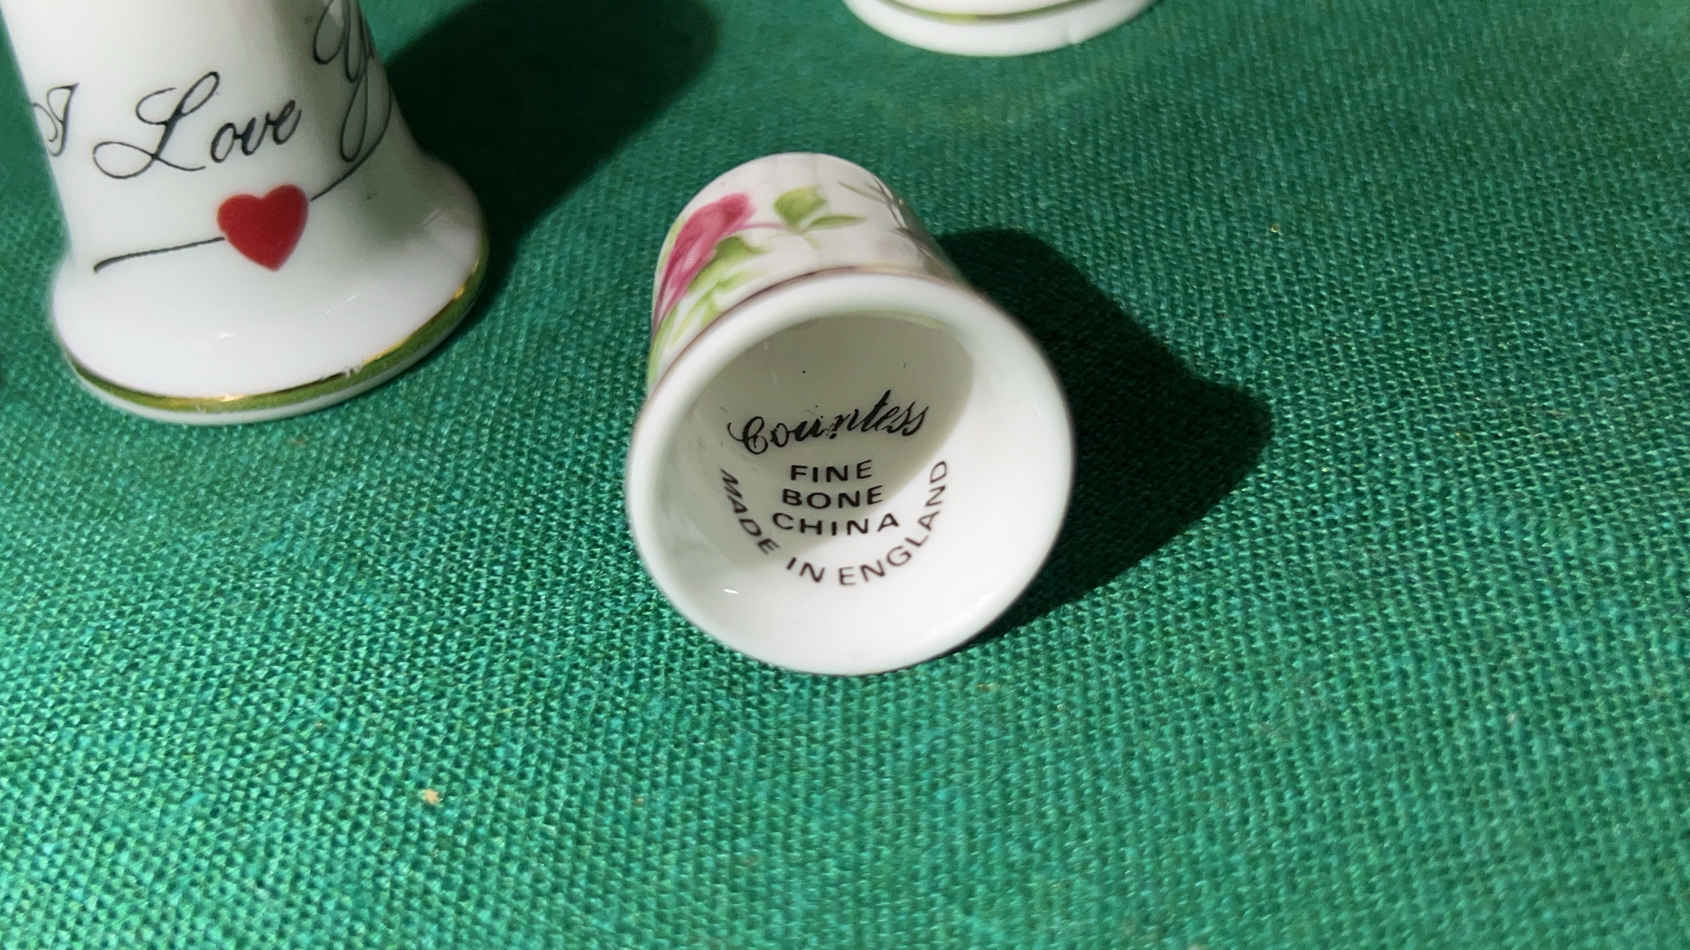 I Love
Countess
FINE
BONE
CHINA
MADE IN ENGLAND